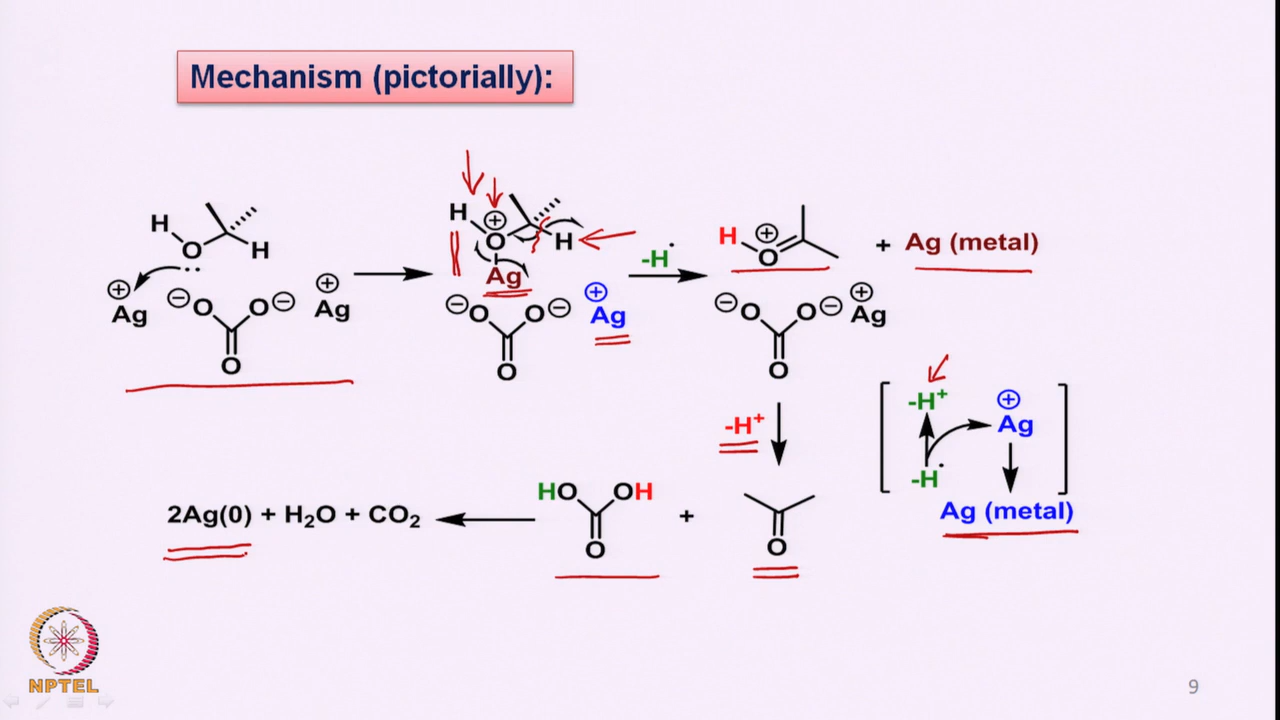 Mechanism (pictorially):
H O H
⊕ Ag ⊖O O⊖ ⊕ Ag
O
H ⊕ O H
Ag
⊖O O⊖ ⊕ Ag
O
-H•
H ⊕ O
+ Ag (metal)
⊖O O⊖ ⊕ Ag
O
-H+
-H+ ⊕ Ag
-H•
Ag (metal)
2Ag(0) + H2O + CO2
HO OH
O
+
O
NPTEL
9